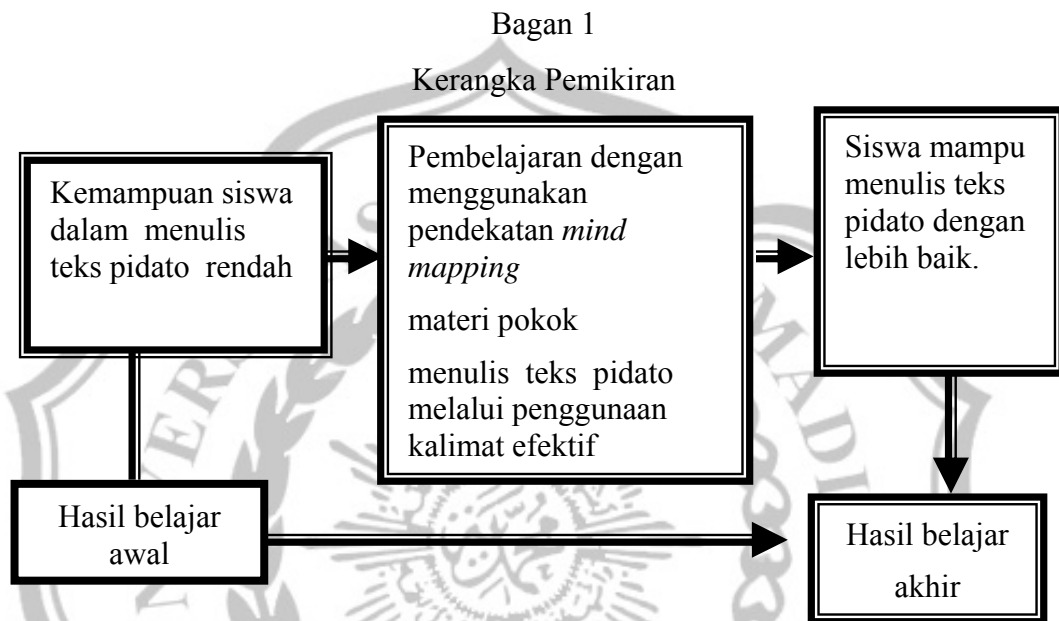 Bagan 1
Kerangka Pemikiran
Kemampuan siswa
dalam menulis
teks pidato rendah
Pembelajaran dengan
menggunakan
pendekatan mind
mapping
materi pokok
menulis teks pidato
melalui penggunaan
kalimat efektif
Siswa mampu
menulis teks
pidato dengan
lebih baik.
Hasil belajar
awal
Hasil belajar
akhir